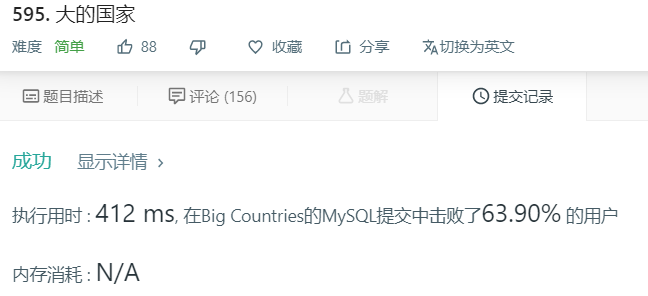 595. 大的国家
难度 简单 88 收藏 分享 切换为英文
题目描述 评论 (156) 题解 提交记录
成功 显示详情 >
执行用时 : 412 ms, 在Big Countries的MySQL提交中击败了63.90% 的用户
内存消耗 : N/A